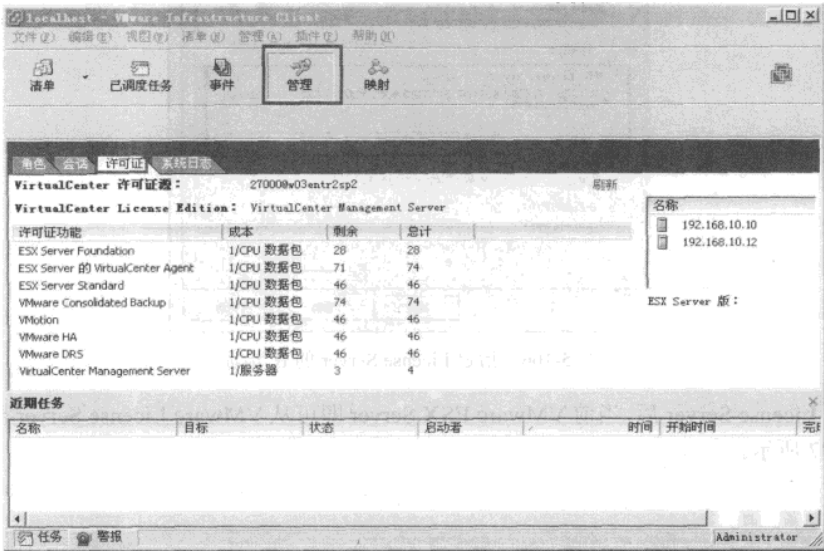 localhost - VMware Infrastructure Client
文件(F) 编辑(E) 视图(V) 清单(N) 管理(A) 插件(P) 帮助(H)
清单 已调度任务 事件 管理 映射
角色 会话 许可证 系统日志
VirtualCenter 许可证源： 27000@w03entr2sp2 刷新
VirtualCenter License Edition: VirtualCenter Management Server
名称
192.168.10.10
192.168.10.12
ESX Server 版：
许可证功能 成本 剩余 总计
ESX Server Foundation 1/CPU 数据包 28 28
ESX Server 的 VirtualCenter Agent 1/CPU 数据包 71 74
ESX Server Standard 1/CPU 数据包 46 46
VMware Consolidated Backup 1/CPU 数据包 74 74
VMotion 1/CPU 数据包 46 46
VMware HA 1/CPU 数据包 46 46
VMware DRS 1/CPU 数据包 46 46
VirtualCenter Management Server 1/服务器 3 4
近期任务
名称 目标 状态 启动者 时间 开始时间 完
任务 警报 Administrator